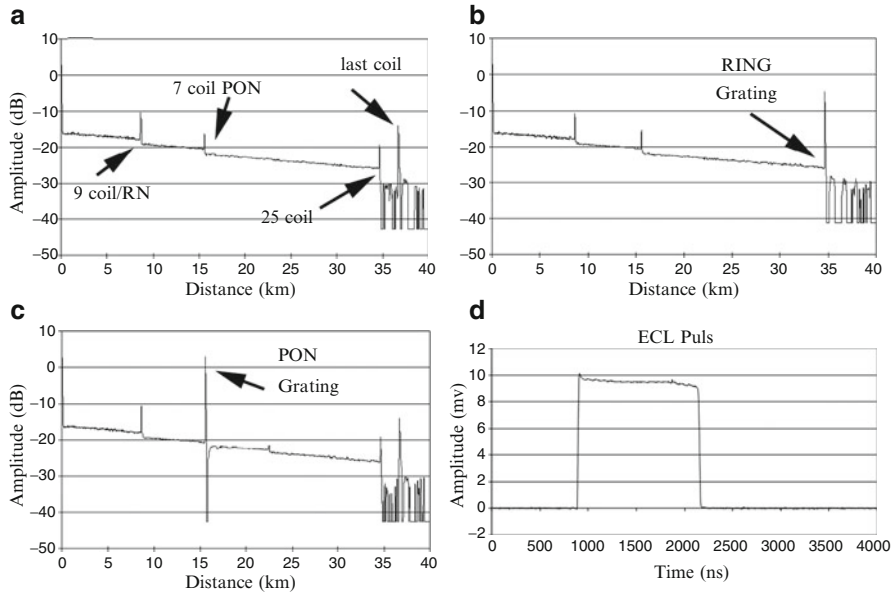 a
10
0
−10
−20
−30
−40
−50
Amplitude (dB)
last coil
7 coil PON
9 coil/RN
25 coil
0 5 10 15 20 25 30 35 40
Distance (km)
b
10
0
−10
−20
−30
−40
−50
Amplitude (dB)
RING
Grating
0 5 10 15 20 25 30 35 40
Distance (km)
c
10
0
−10
−20
−30
−40
−50
Amplitude (dB)
PON
Grating
0 5 10 15 20 25 30 35 40
Distance (km)
d
ECL Puls
12
10
8
6
4
2
0
−2
Amplitude (mv)
0 500 1000 1500 2000 2500 3000 3500 4000
Time (ns)